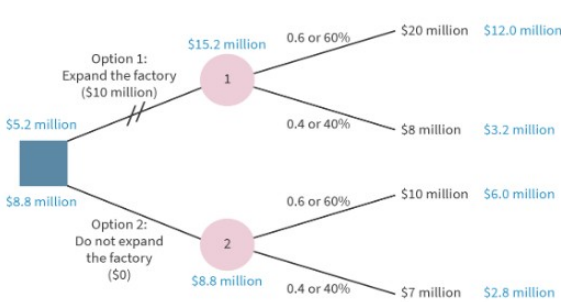 $20 million $12.0 million
0.6 or 60%
$15.2 million
Option 1:
Expand the factory
($10 million)
1
0.4 or 40%
$8 million $3.2 million
$5.2 million
$8.8 million
Option 2:
Do not expand
the factory
($0)
2
$8.8 million
0.6 or 60%
$10 million $6.0 million
0.4 or 40%
$7 million $2.8 million